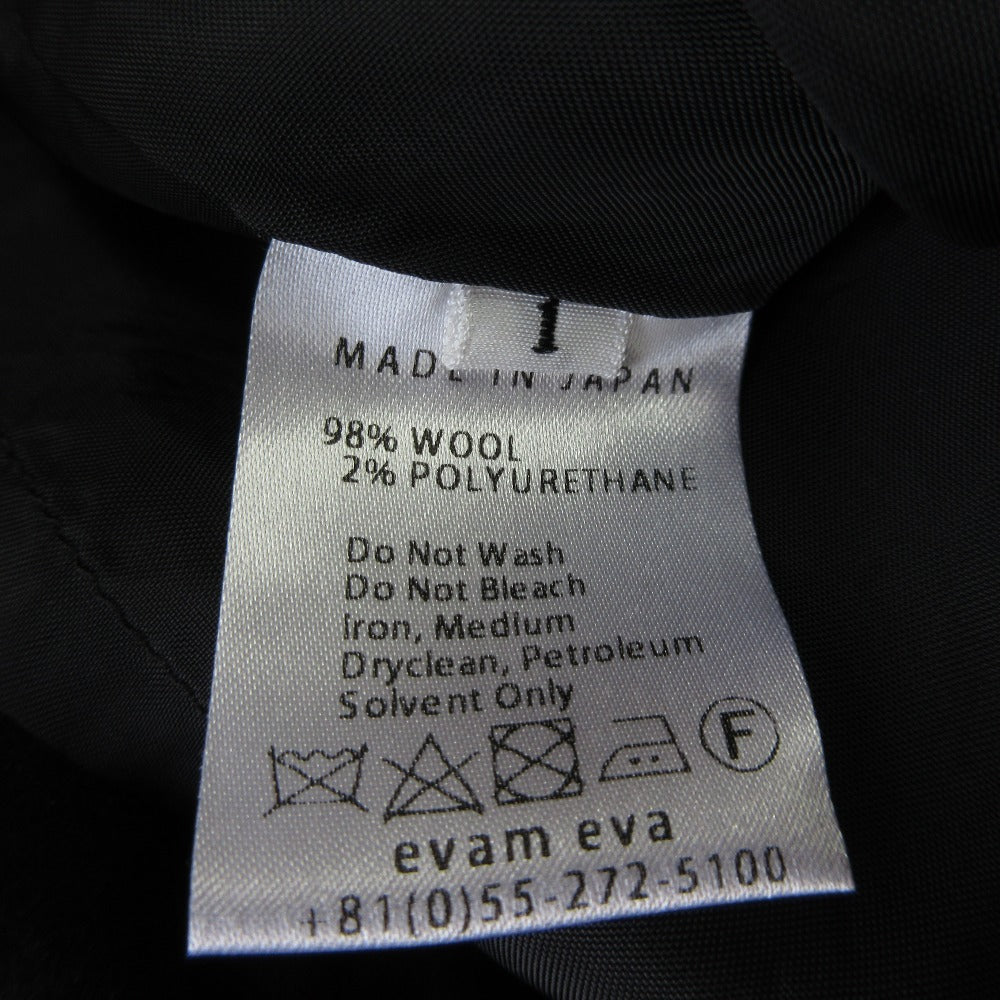 1
MADE IN JAPAN
98% WOOL
2% POLYURETHANE
Do Not Wash
Do Not Bleach
Iron, Medium
Dryclean, Petroleum
Solvent Only
F
evam eva
+81(0)55-272-5100